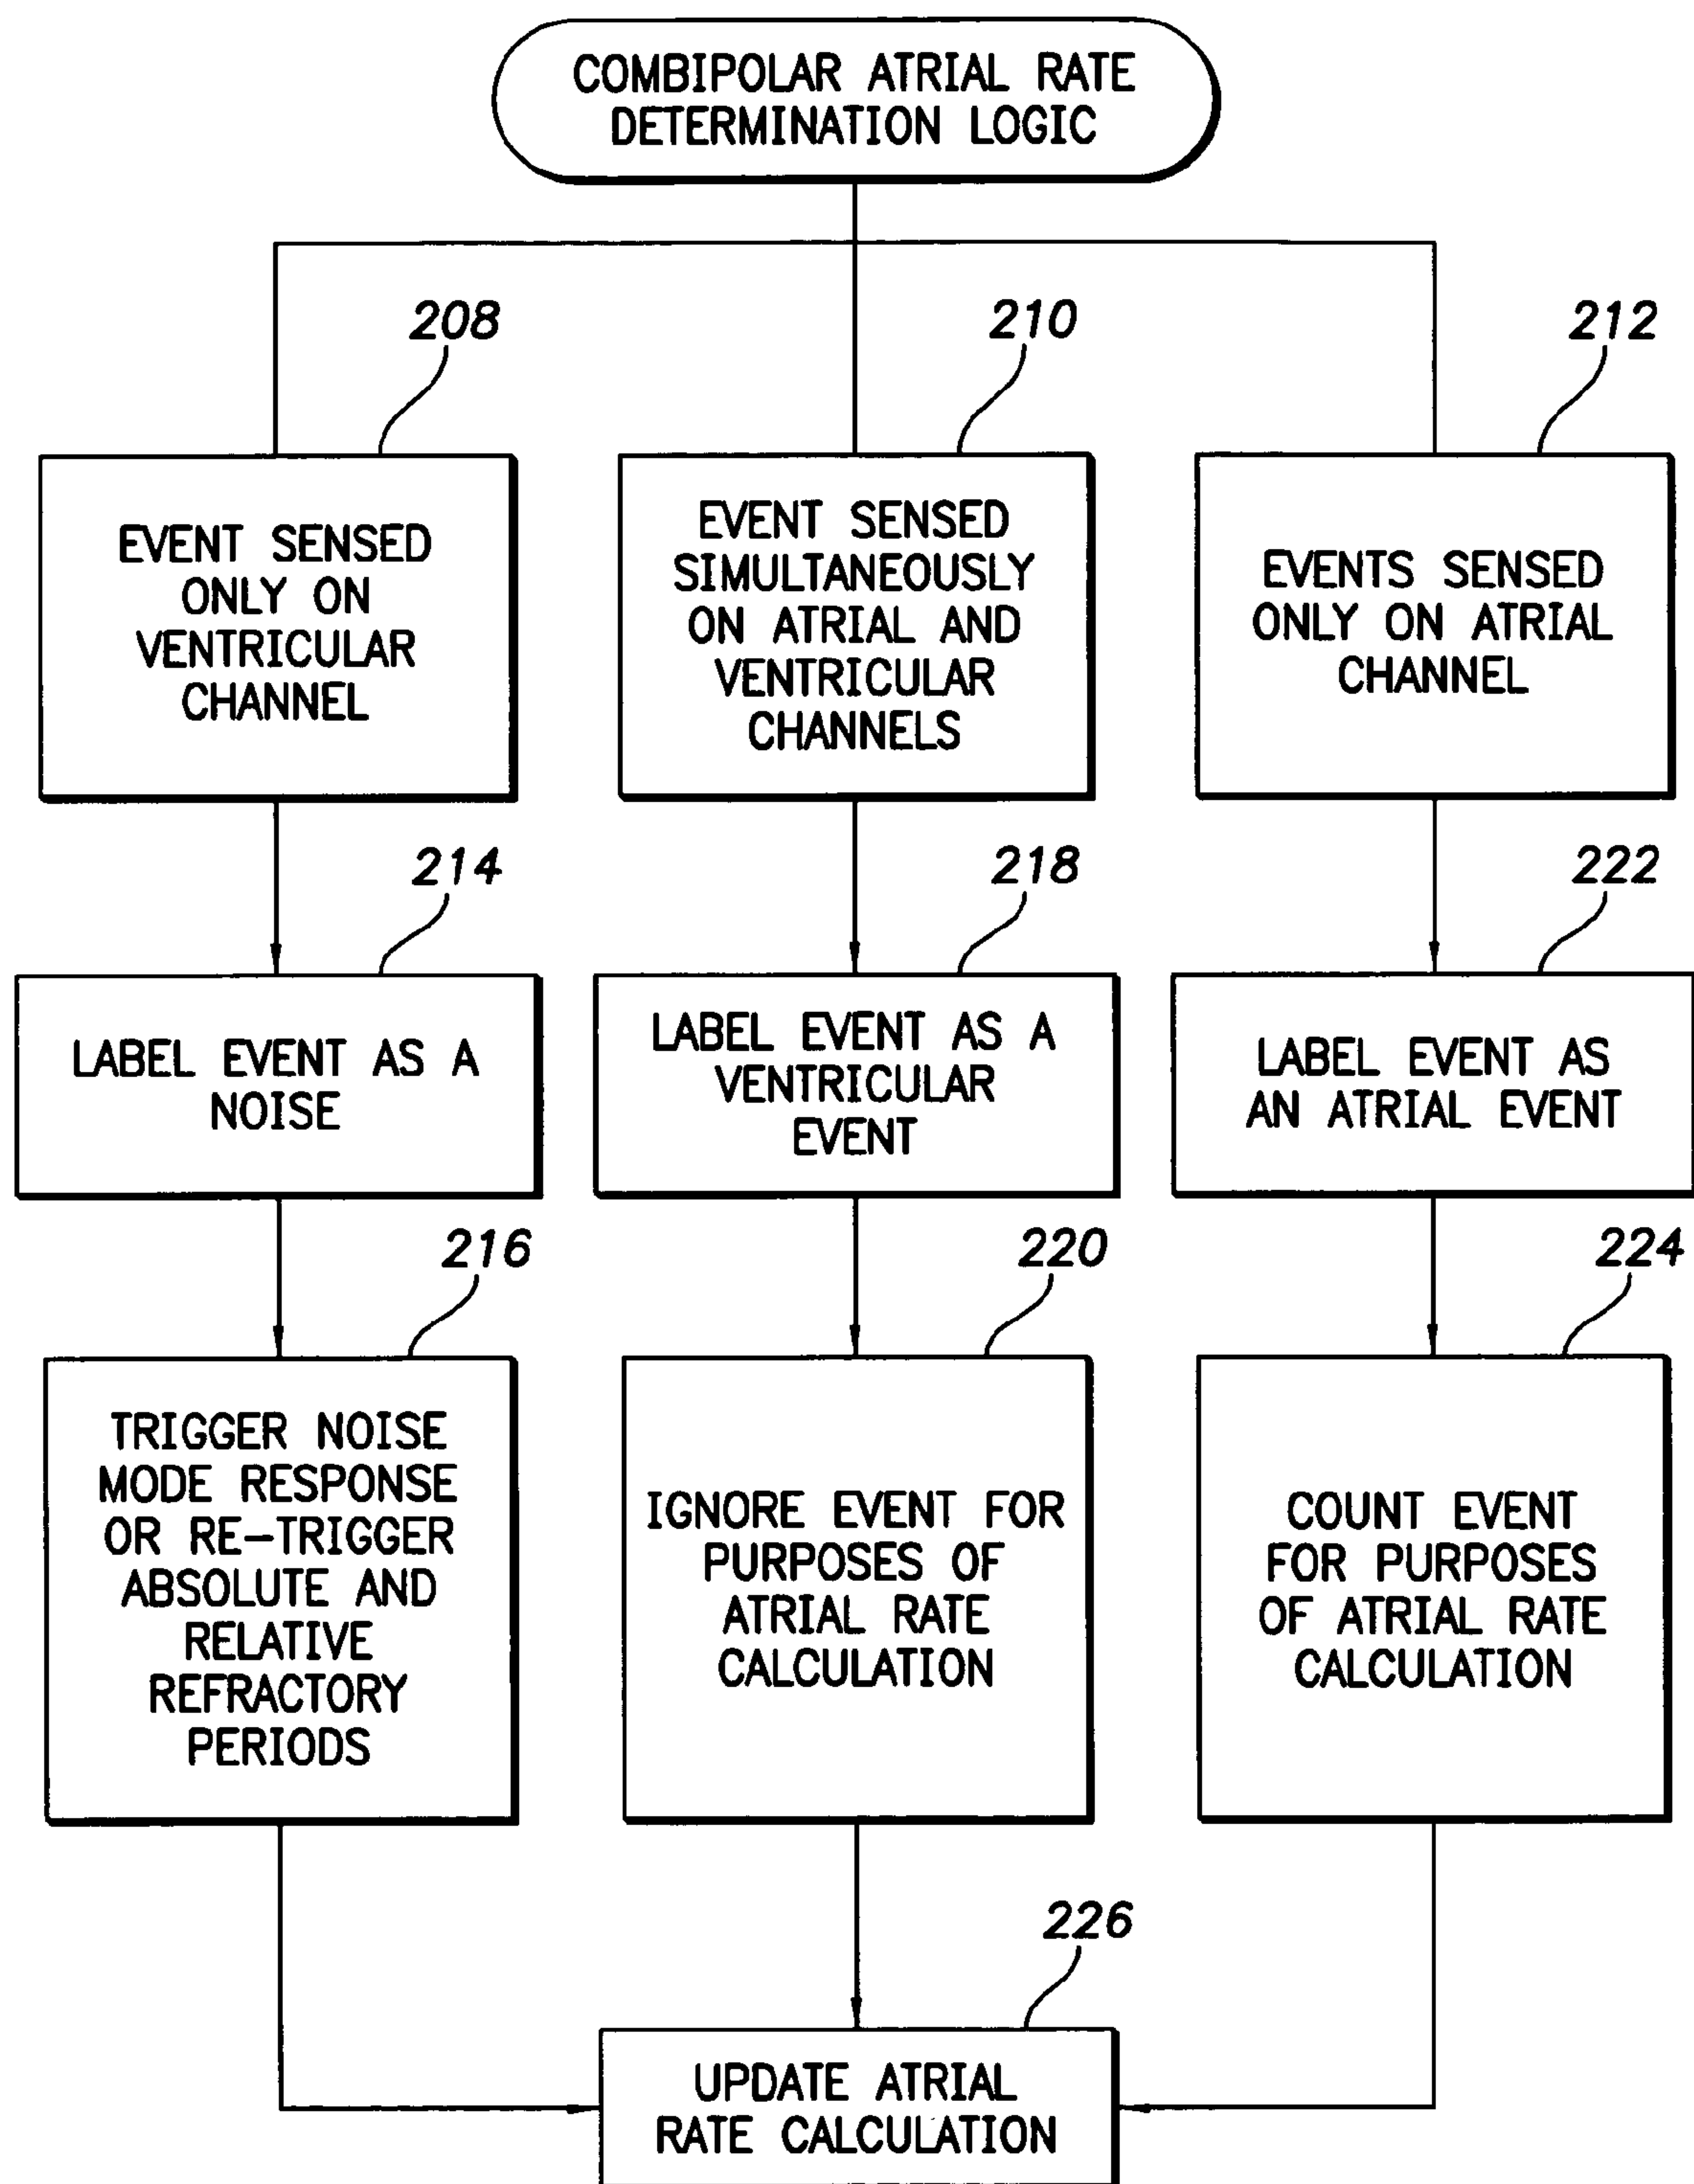 COMBIPOLAR ATRIAL RATE
DETERMINATION LOGIC
208
210
212
EVENT SENSED
ONLY ON
VENTRICULAR
CHANNEL
EVENT SENSED
SIMULTANEOUSLY
ON ATRIAL AND
VENTRICULAR
CHANNELS
EVENTS SENSED
ONLY ON ATRIAL
CHANNEL
214
218
222
LABEL EVENT AS A
NOISE
LABEL EVENT AS A
VENTRICULAR
EVENT
LABEL EVENT AS
AN ATRIAL EVENT
216
220
224
TRIGGER NOISE
MODE RESPONSE
OR RE-TRIGGER
ABSOLUTE AND
RELATIVE
REFRACTORY
PERIODS
IGNORE EVENT FOR
PURPOSES OF
ATRIAL RATE
CALCULATION
COUNT EVENT
FOR PURPOSES
OF ATRIAL RATE
CALCULATION
226
UPDATE ATRIAL
RATE CALCULATION